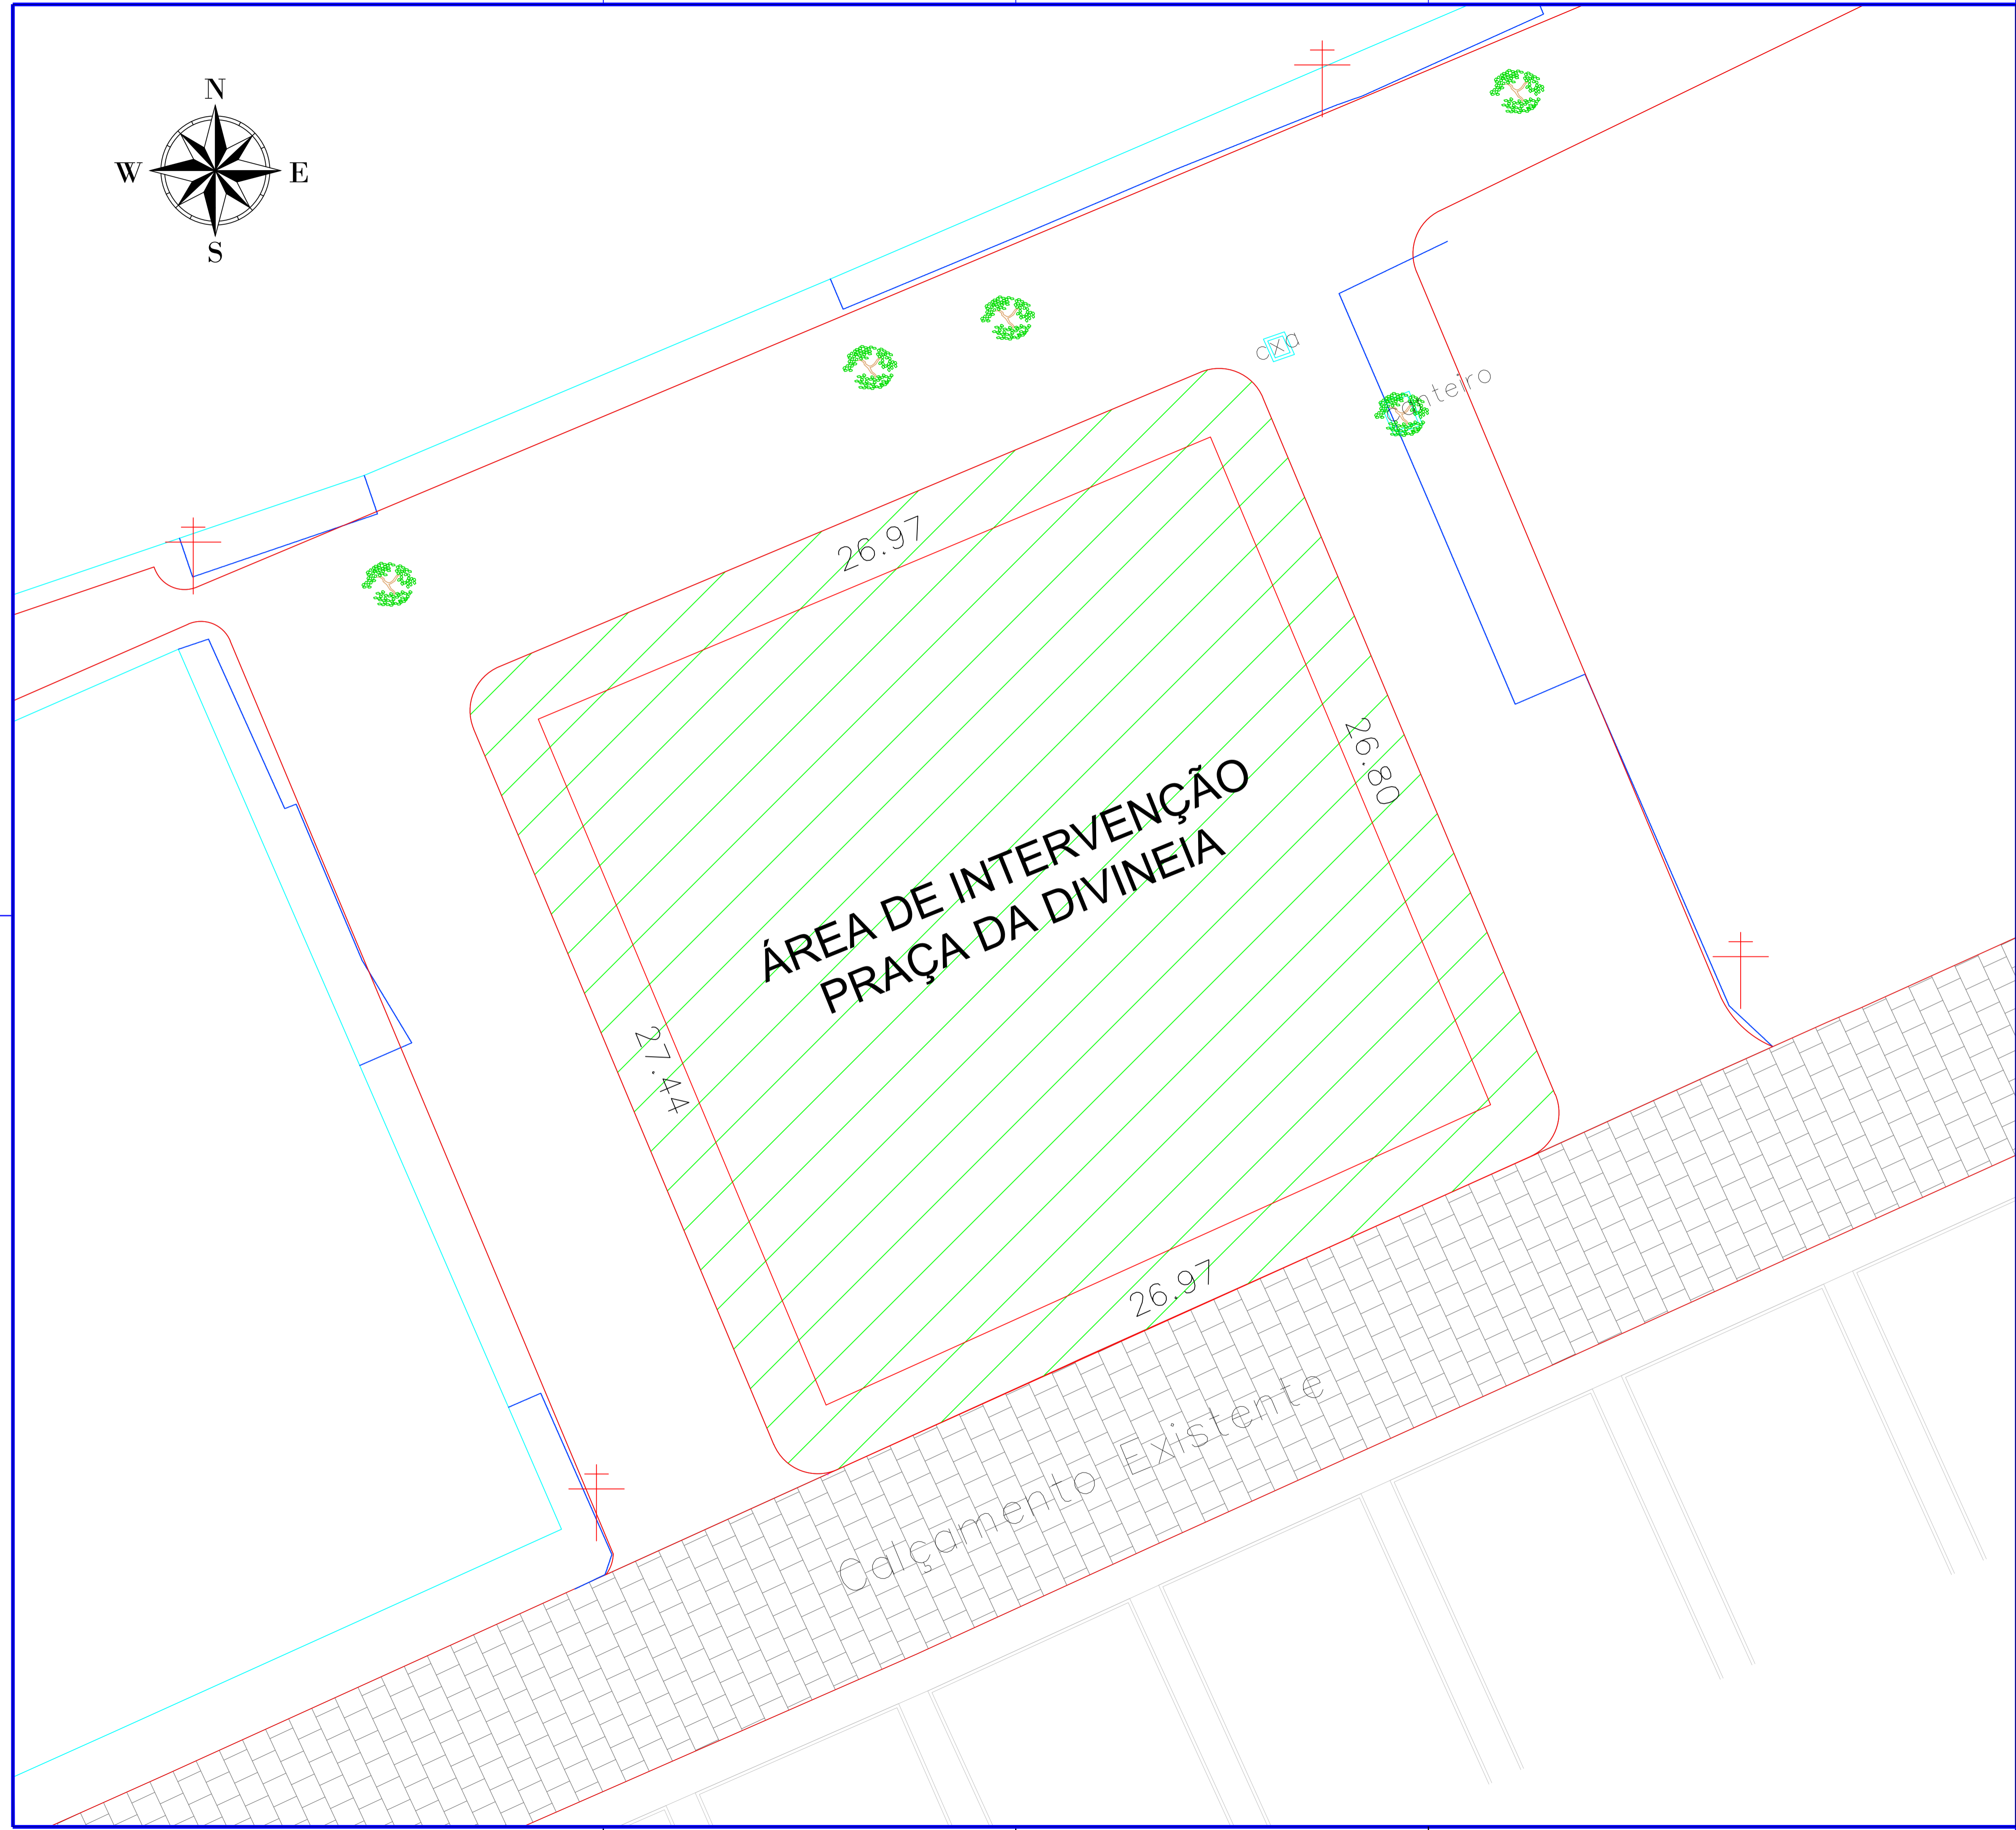 N
W
E
S
cxa
canteiro
26.97
26.80
ÁREA DE INTERVENÇÃO
PRAÇA DA DIVINEIA
27.44
26.97
Calçamento Existente